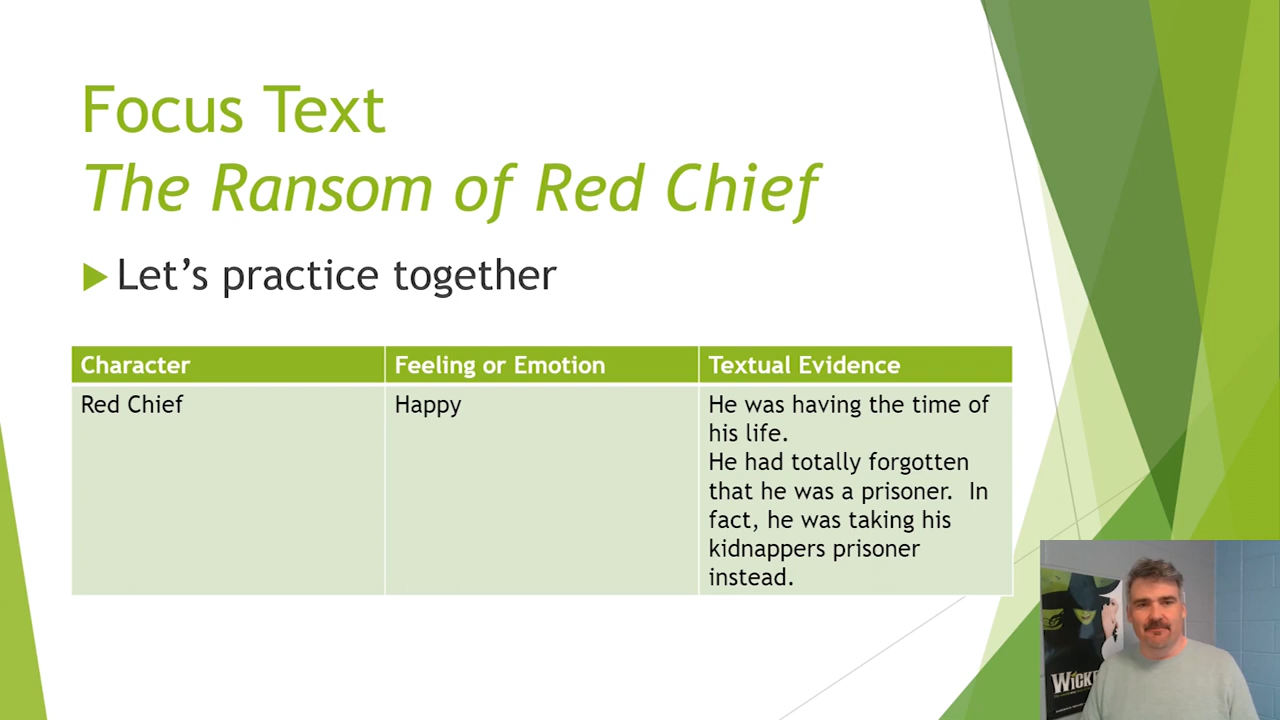 Focus Text
The Ransom of Red Chief
Let’s practice together
Character Feeling or Emotion Textual Evidence
Red Chief Happy He was having the time of
his life.
He had totally forgotten
that he was a prisoner.  In
fact, he was taking his
kidnappers prisoner
instead.